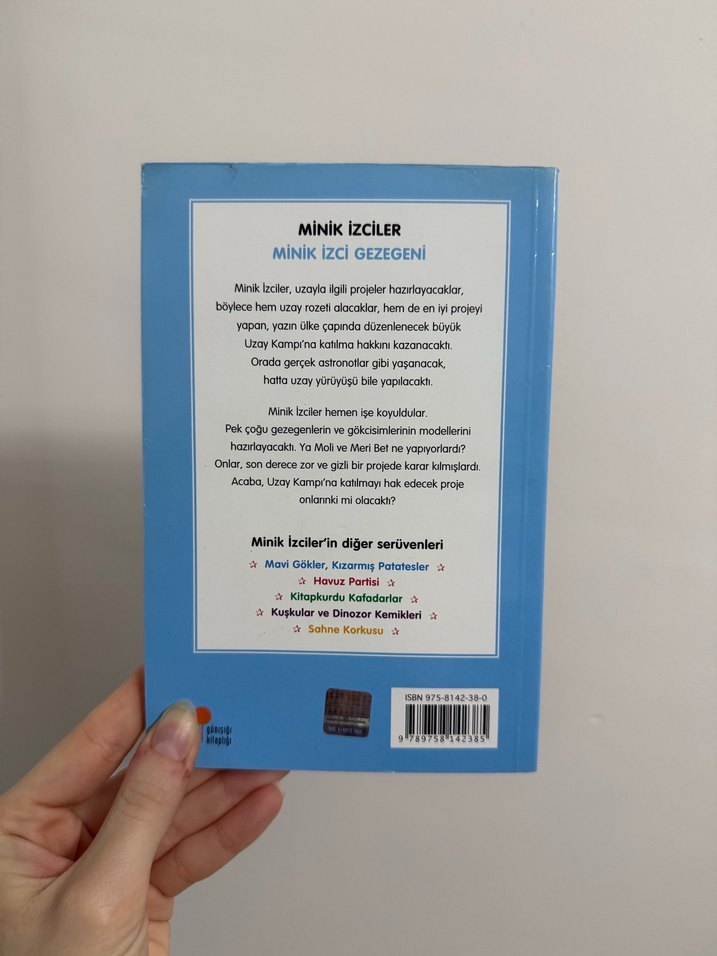 MİNİK İZCİLER
MİNİK İZCİ GEZEGENİ
Minik İzciler, uzayla ilgili projeler hazırlayacaklar,
böylece hem uzay rozeti alacaklar, hem de en iyi projeyi
yapan, yazın ülke çapında düzenlenecek büyük
Uzay Kampı'na katılma hakkını kazanacaktı.
Orada gerçek astronotlar gibi yaşanacak,
hatta uzay yürüyüşü bile yapılacaktı.
Minik İzciler hemen işe koyuldular.
Pek çoğu gezegenlerin ve gökcisimlerinin modellerini
hazırlayacaktı. Ya Moli ve Meri Bet ne yapıyorlardı?
Onlar, son derece zor ve gizli bir projede karar kılmışlardı.
Acaba, Uzay Kampı'na katılmayı hak edecek proje
onlarınki mi olacaktı?
Minik İzciler'in diğer serüvenleri
Mavi Gökler, Kızarmış Patatesler
Havuz Partisi
Kitapkurdu Kafadarlar
Kuşkular ve Dinozor Kemikleri
Sahne Korkusu
ISBN 975-8142-38-0
9 789758 142385
günışığı
kitaplığı